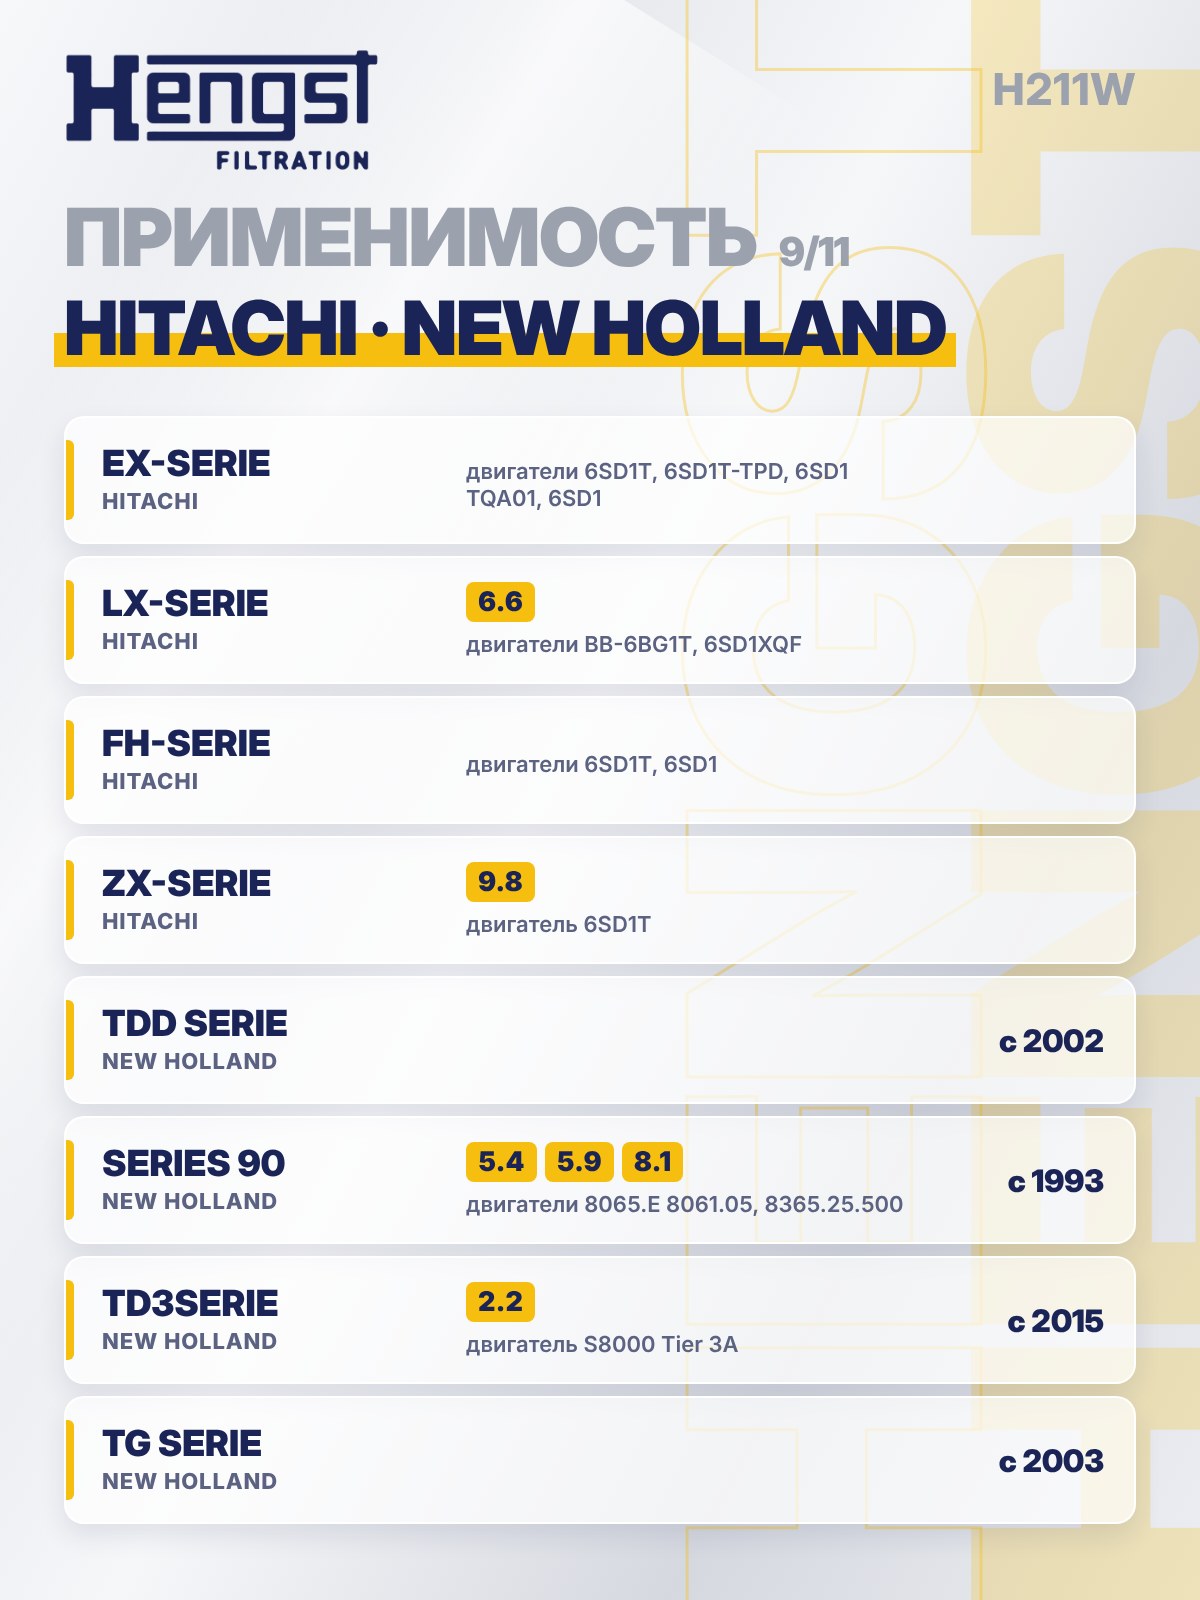 Hengst
FILTRATION
H211W
ПРИМЕНИМОСТЬ 9/11
HITACHI · NEW HOLLAND
EX-SERIE
HITACHI
двигатели 6SD1T, 6SD1T-TPD, 6SD1
TQA01, 6SD1
LX-SERIE
HITACHI
6.6
двигатели BB-6BG1T, 6SD1XQF
FH-SERIE
HITACHI
двигатели 6SD1T, 6SD1
ZX-SERIE
HITACHI
9.8
двигатель 6SD1T
TDD SERIE
NEW HOLLAND
с 2002
SERIES 90
NEW HOLLAND
5.4 5.9 8.1
двигатели 8065.E 8061.05, 8365.25.500
с 1993
TD3SERIE
NEW HOLLAND
2.2
двигатель S8000 Tier 3A
с 2015
TG SERIE
NEW HOLLAND
с 2003
HENGST
HENGST